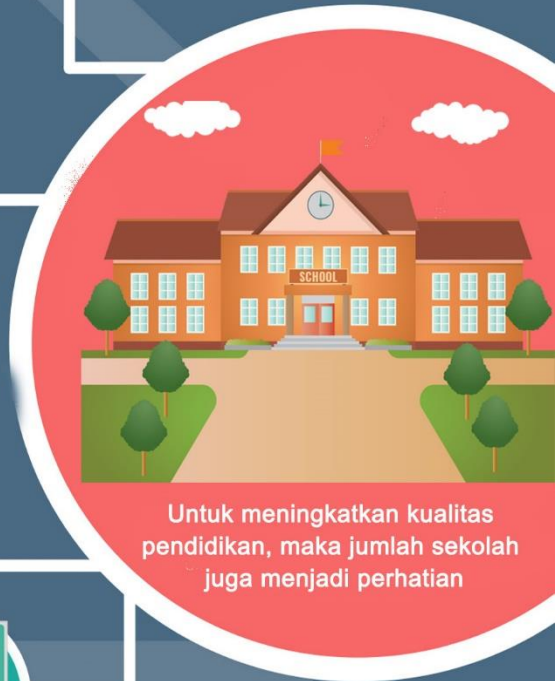 SCHOOL
Untuk meningkatkan kualitas
pendidikan, maka jumlah sekolah
juga menjadi perhatian